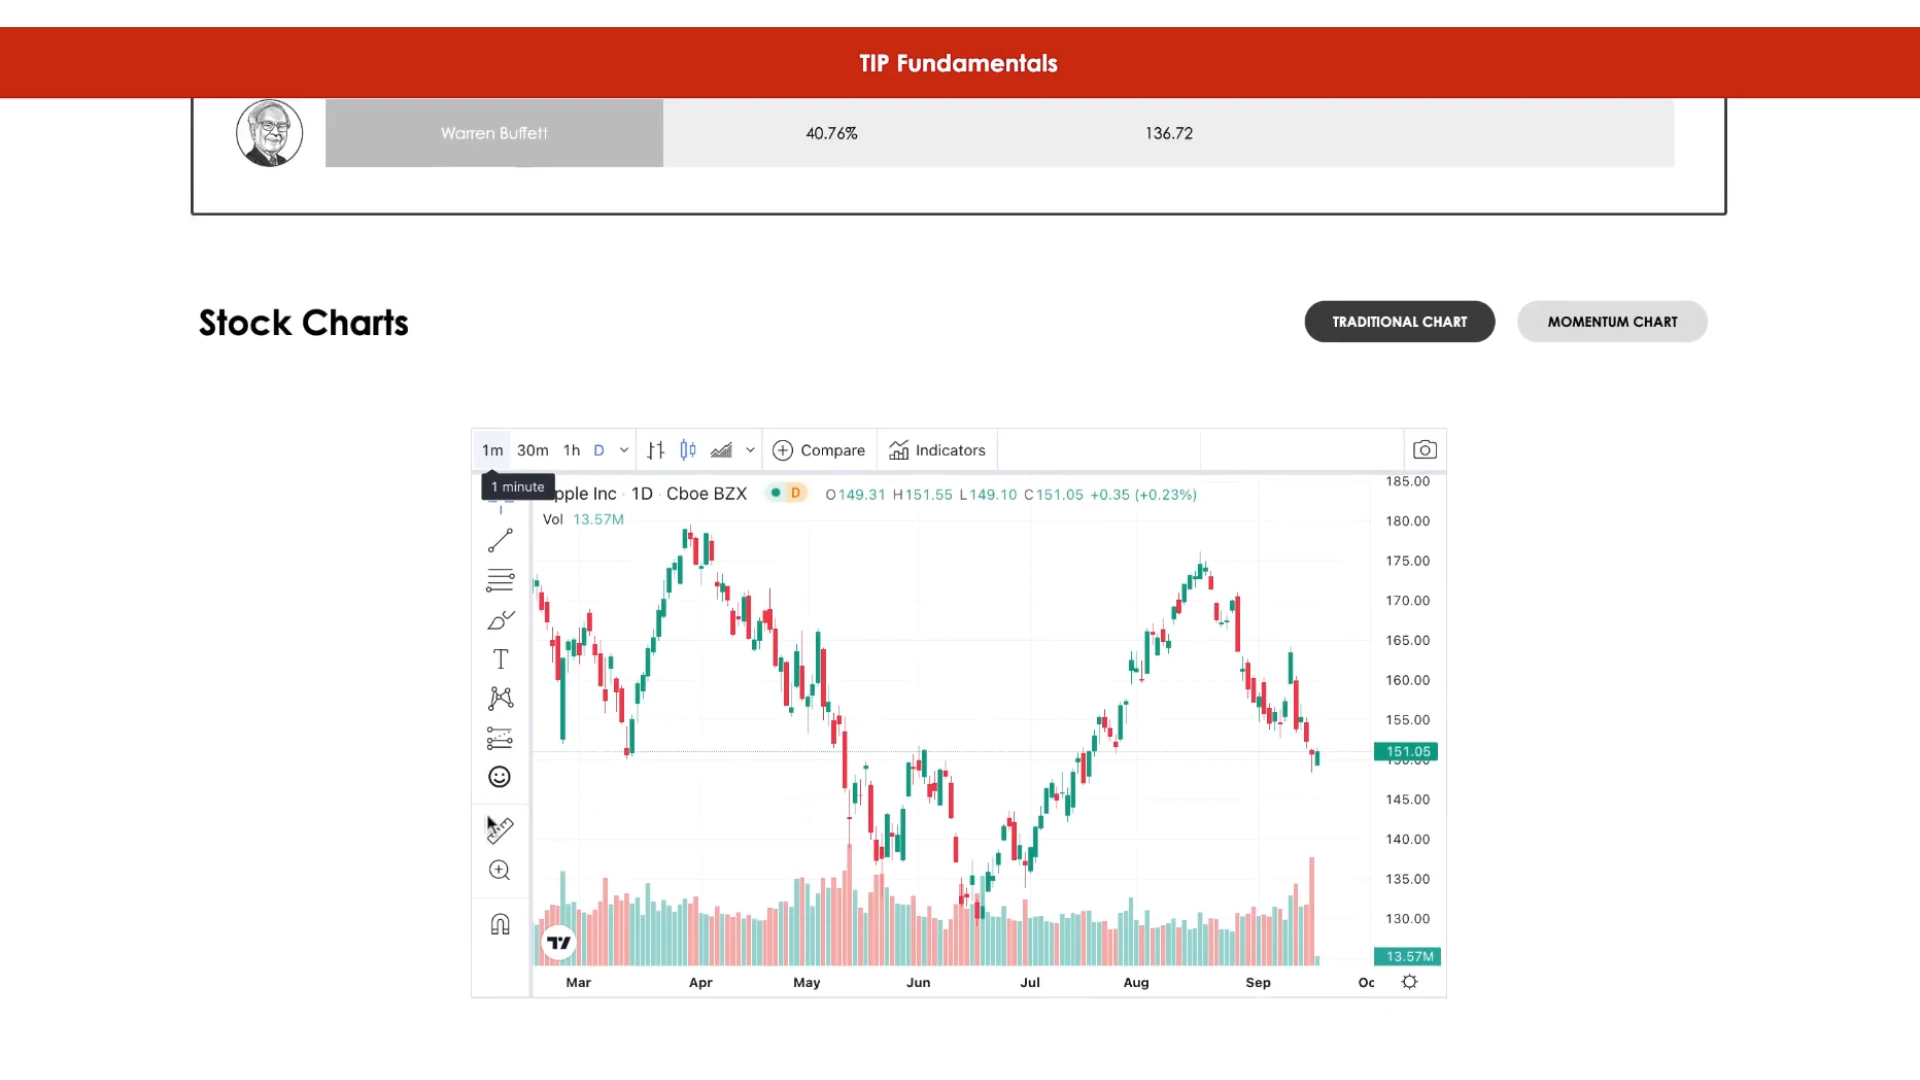 TIP Fundamentals
Warren Buffett 40.76% 136.72
Stock Charts
TRADITIONAL CHART MOMENTUM CHART
1m 30m 1h D Compare Indicators
1 minute
pple Inc · 1D · Cboe BZX D O149.31 H151.55 L149.10 C151.05 +0.35 (+0.23%)
Vol 13.57M
185.00
180.00
175.00
170.00
165.00
160.00
155.00
151.05
150.00
145.00
140.00
135.00
130.00
13.57M
Mar Apr May Jun Jul Aug Sep Oc